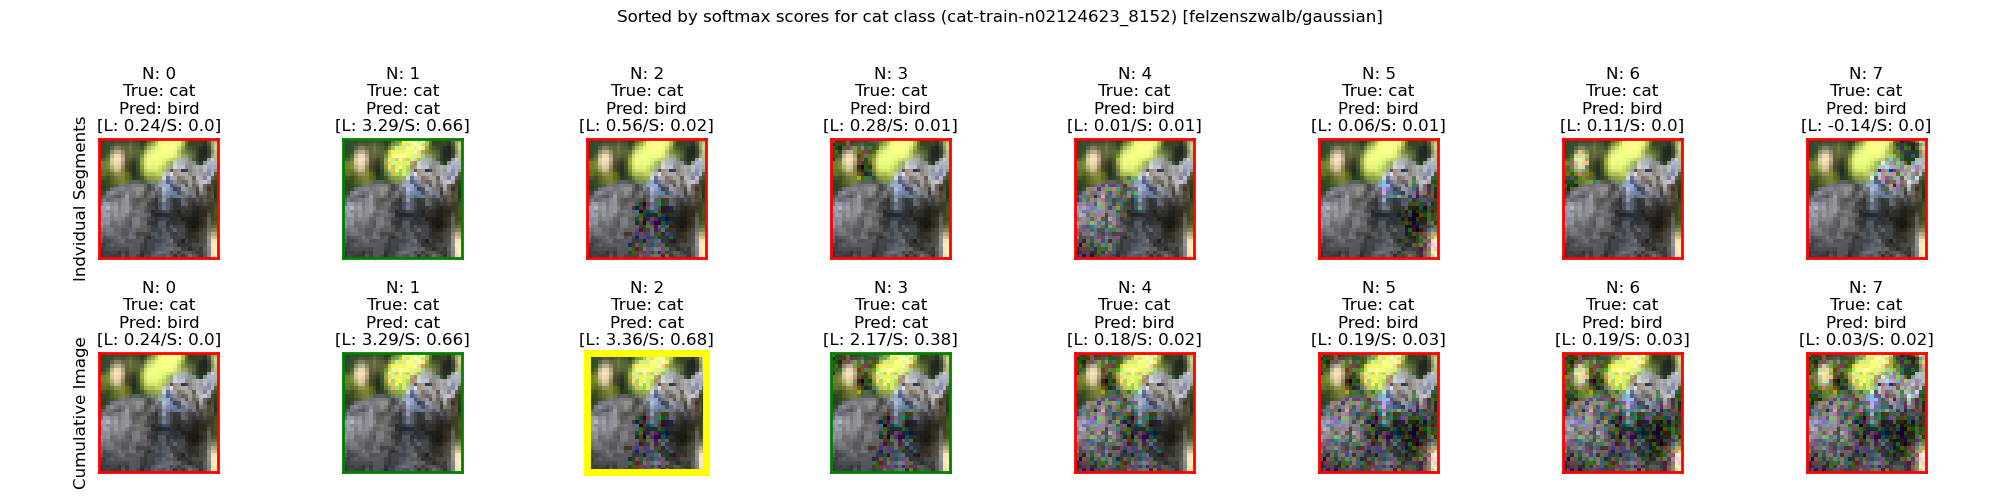 Sorted by softmax scores for cat class (cat-train-n02124623_8152) [felzenszwalb/gaussian]
Indvidual Segments
N: 0
True: cat
Pred: bird
[L: 0.24/S: 0.0]
N: 1
True: cat
Pred: cat
[L: 3.29/S: 0.66]
N: 2
True: cat
Pred: bird
[L: 0.56/S: 0.02]
N: 3
True: cat
Pred: bird
[L: 0.28/S: 0.01]
N: 4
True: cat
Pred: bird
[L: 0.01/S: 0.01]
N: 5
True: cat
Pred: bird
[L: 0.06/S: 0.01]
N: 6
True: cat
Pred: bird
[L: 0.11/S: 0.0]
N: 7
True: cat
Pred: bird
[L: -0.14/S: 0.0]
Cumulative Image
N: 0
True: cat
Pred: bird
[L: 0.24/S: 0.0]
N: 1
True: cat
Pred: cat
[L: 3.29/S: 0.66]
N: 2
True: cat
Pred: cat
[L: 3.36/S: 0.68]
N: 3
True: cat
Pred: cat
[L: 2.17/S: 0.38]
N: 4
True: cat
Pred: bird
[L: 0.18/S: 0.02]
N: 5
True: cat
Pred: bird
[L: 0.19/S: 0.03]
N: 6
True: cat
Pred: bird
[L: 0.19/S: 0.03]
N: 7
True: cat
Pred: bird
[L: 0.03/S: 0.02]